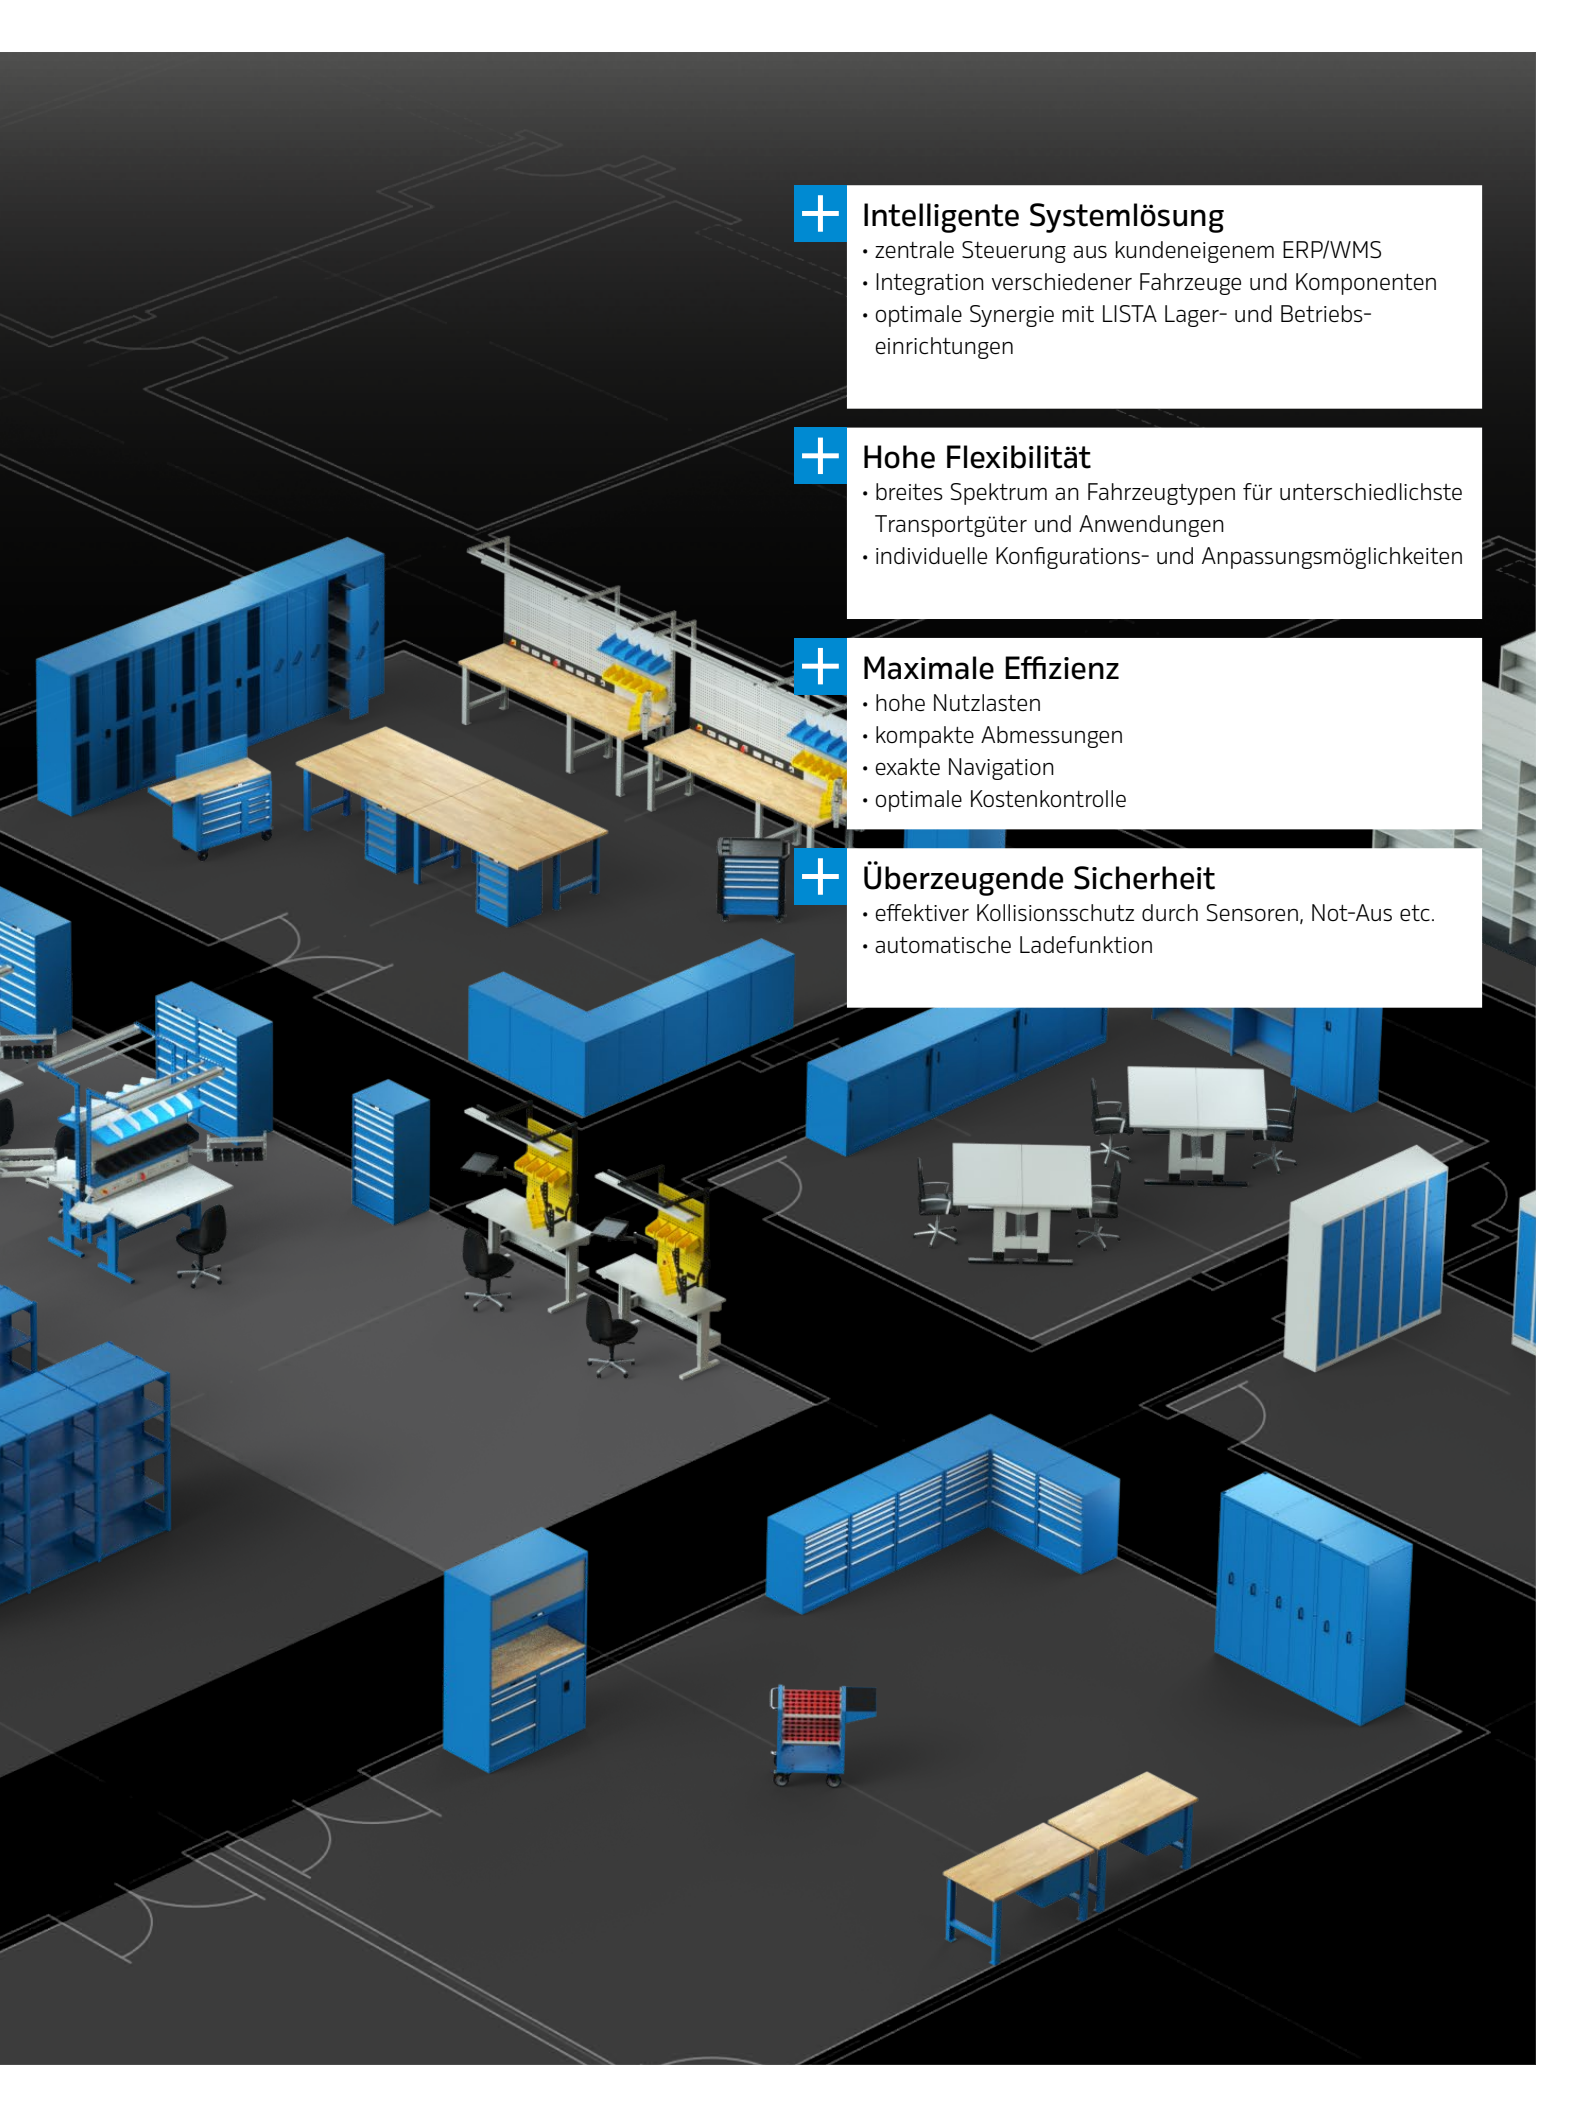 Intelligente Systemlösung
• zentrale Steuerung aus kundeneigenem ERP/WMS
• Integration verschiedener Fahrzeuge und Komponenten
• optimale Synergie mit LISTA Lager- und Betriebs-
einrichtungen
Hohe Flexibilität
• breites Spektrum an Fahrzeugtypen für unterschiedlichste
Transportgüter und Anwendungen
• individuelle Konfigurations- und Anpassungsmöglichkeiten
Maximale Effizienz
• hohe Nutzlasten
• kompakte Abmessungen
• exakte Navigation
• optimale Kostenkontrolle
Überzeugende Sicherheit
• effektiver Kollisionsschutz durch Sensoren, Not-Aus etc.
• automatische Ladefunktion